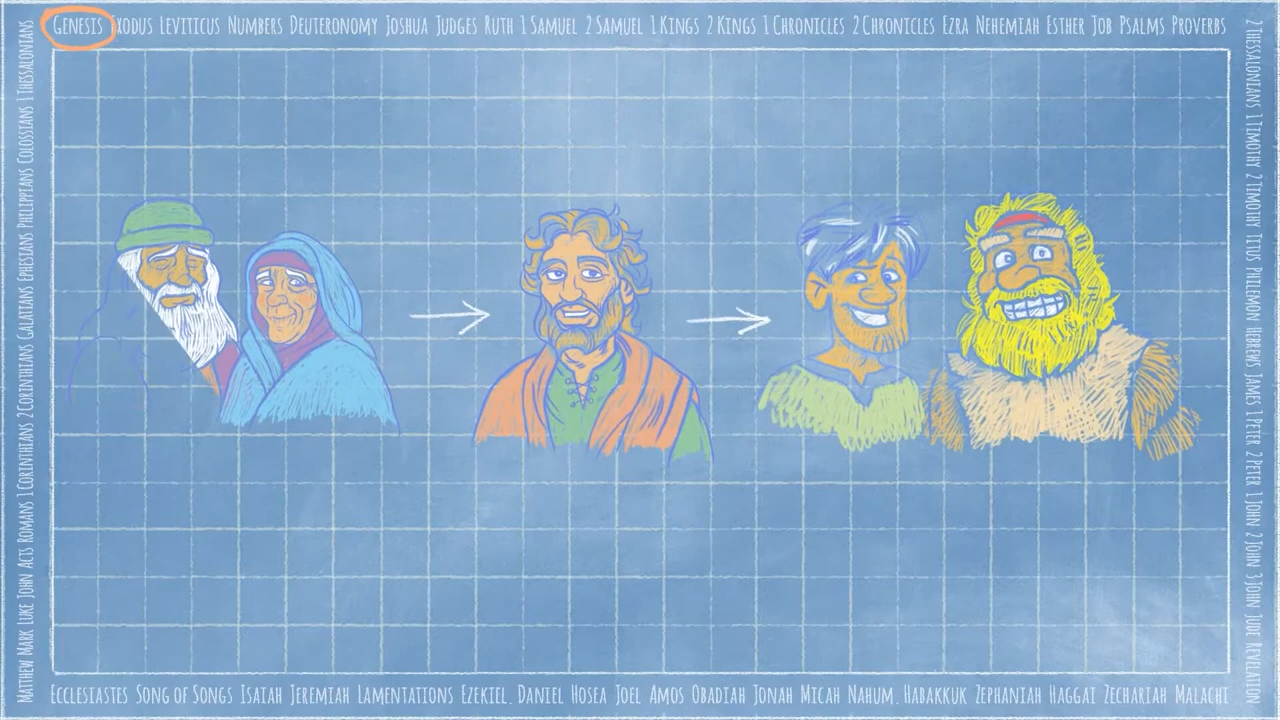 Genesis Exodus Leviticus Numbers Deuteronomy Joshua Judges Ruth 1 Samuel 2 Samuel 1 Kings 2 Kings 1 Chronicles 2 Chronicles Ezra Nehemiah Esther Job Psalms Proverbs
Ecclesiastes Song of Songs Isaiah Jeremiah Lamentations Ezekiel. Daniel Hosea Joel Amos Obadiah Jonah Micah Nahum. Habakkuk Zephaniah Haggai Zechariah Malachi
Matthew Mark Luke John Acts Romans 1 Corinthians 2 Corinthians Galatians Ephesians Philippians Colossians 1 Thessalonians
2 Thessalonians 1 Timothy 2 Timothy Titus Philemon Hebrews James 1 Peter 2 Peter 1 John 2 John 3 John Jude Revelation